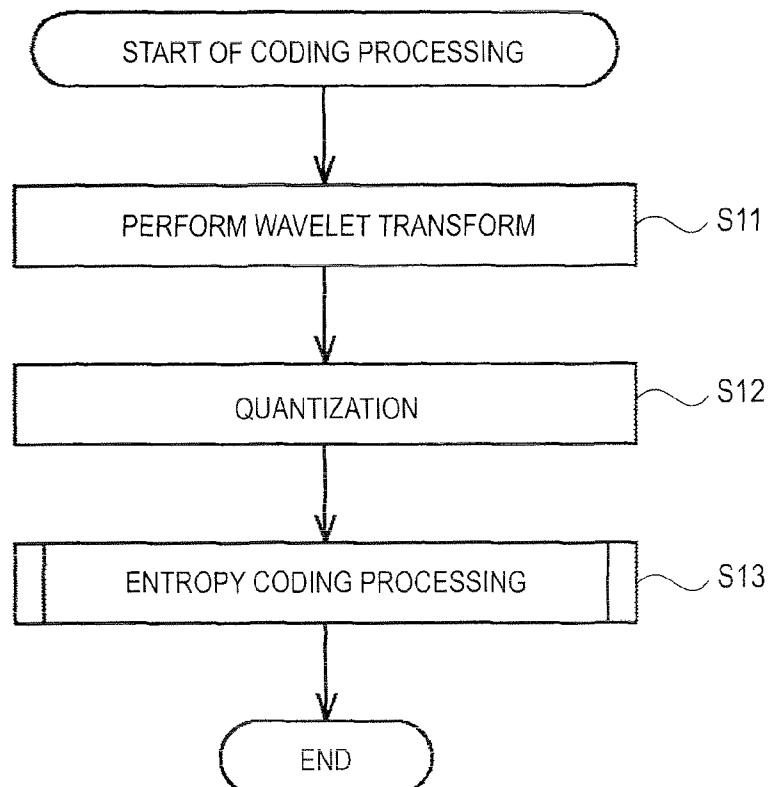 START OF CODING PROCESSING
PERFORM WAVELET TRANSFORM
S11
QUANTIZATION
S12
ENTROPY CODING PROCESSING
S13
END